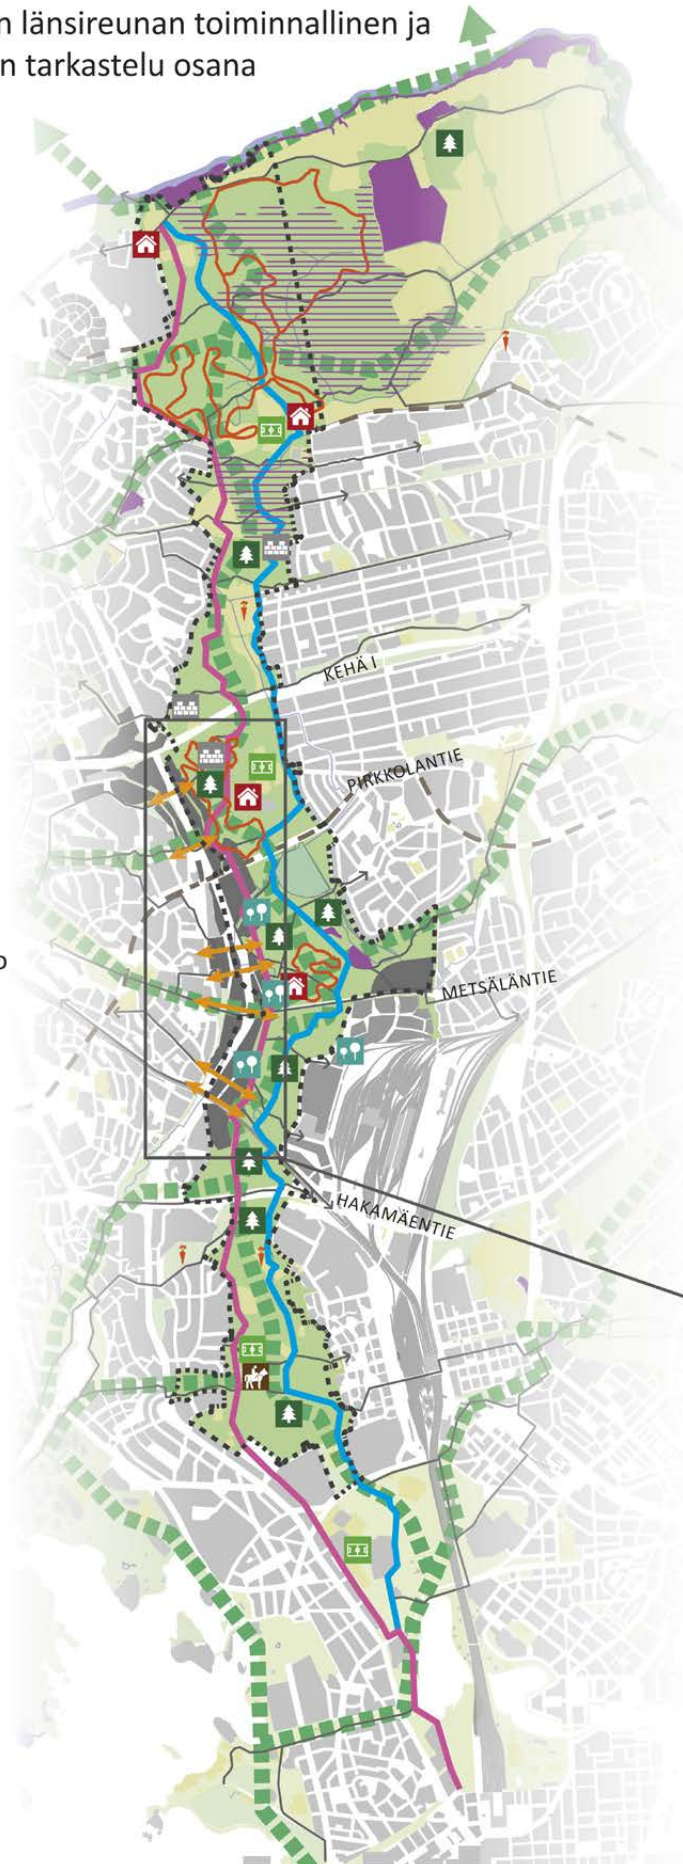 n länsireunan toiminnallinen ja
n tarkastelu osana
KEHÄ I
PIRKKOLANTIE
o
METSÄLÄNTIE
HAKAMÄENTIE